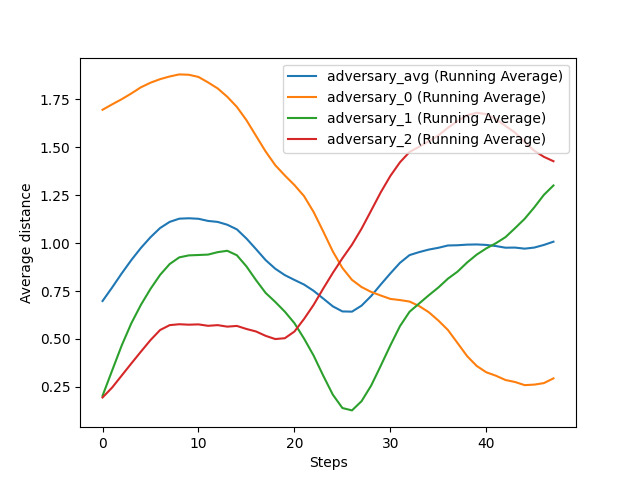 adversary_avg (Running Average)
adversary_0 (Running Average)
adversary_1 (Running Average)
adversary_2 (Running Average)
1.75
1.50
1.25
1.00
0.75
0.50
0.25
Average distance
0
10
20
30
40
Steps